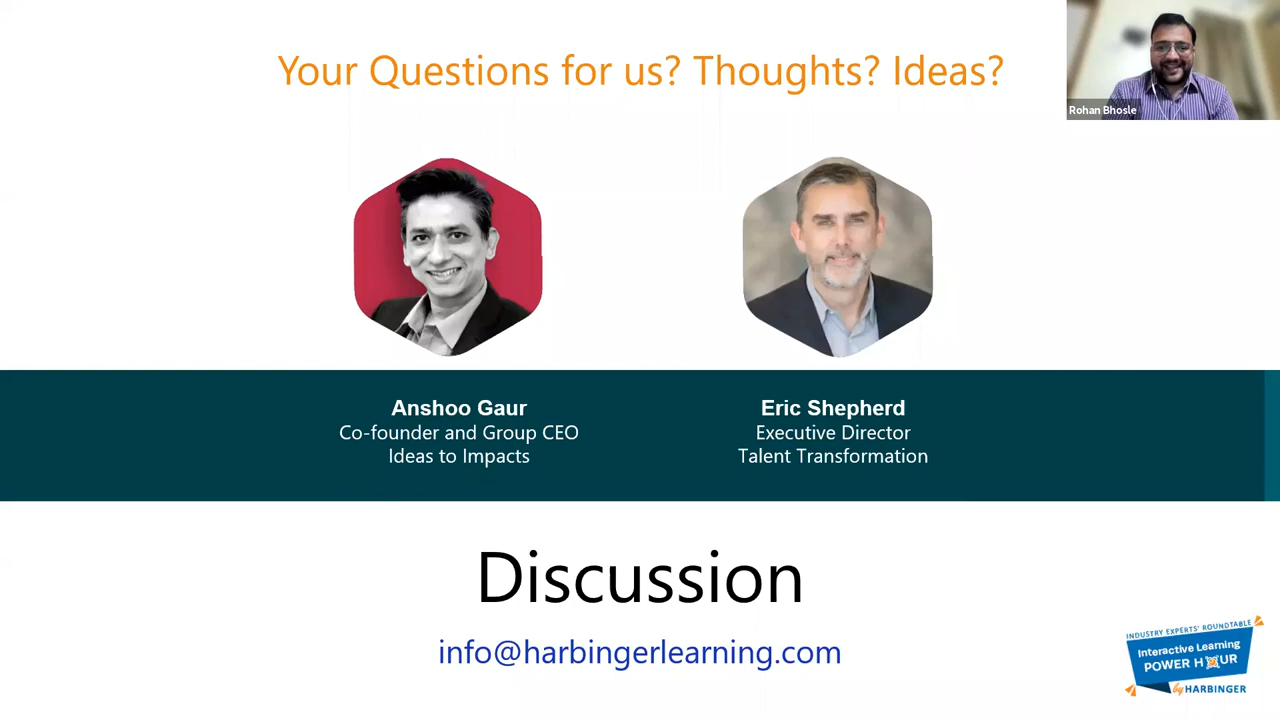 Your Questions for us? Thoughts? Ideas?
Rohan Bhosle
Anshoo Gaur
Co-founder and Group CEO
Ideas to Impacts
Eric Shepherd
Executive Director
Talent Transformation
Discussion
info@harbingerlearning.com
INDUSTRY EXPERTS' ROUNDTABLE
Interactive Learning
POWER HOUR
by HARBINGER